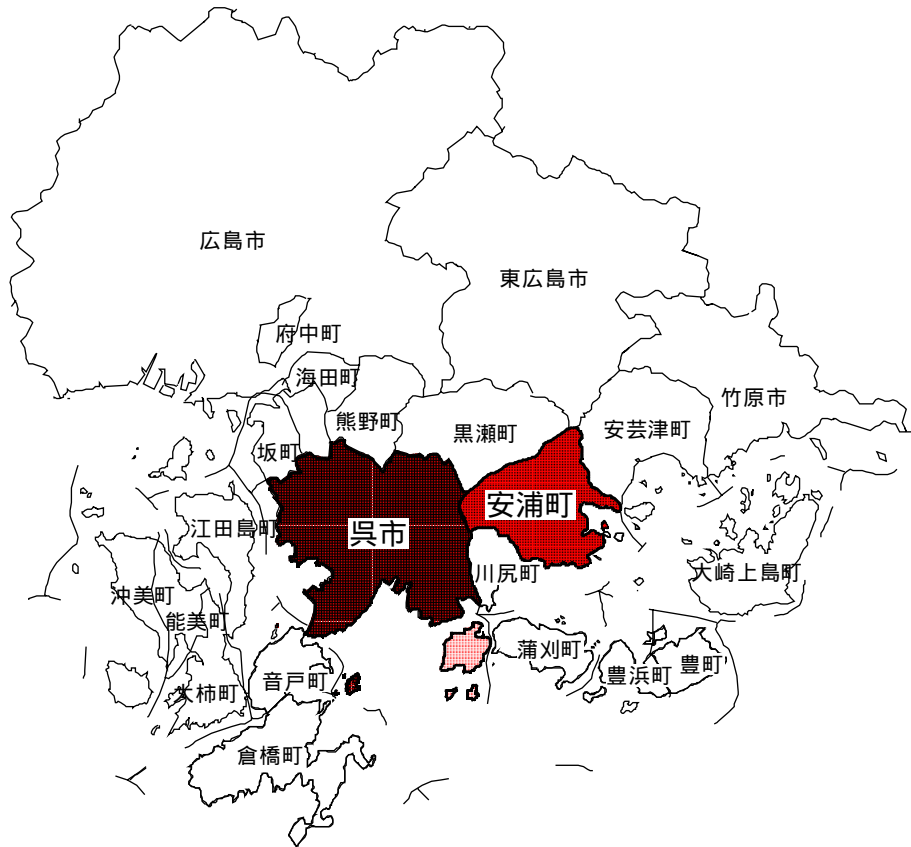 広島市
東広島市
府中町
海田町
竹原市
熊野町
安芸津町
黒瀬町
坂町
安浦町
江田島町
呉市
川尻町
大崎上島町
沖美町
能美町
蒲刈町
豊町
豊浜町
音戸町
大柿町
倉橋町